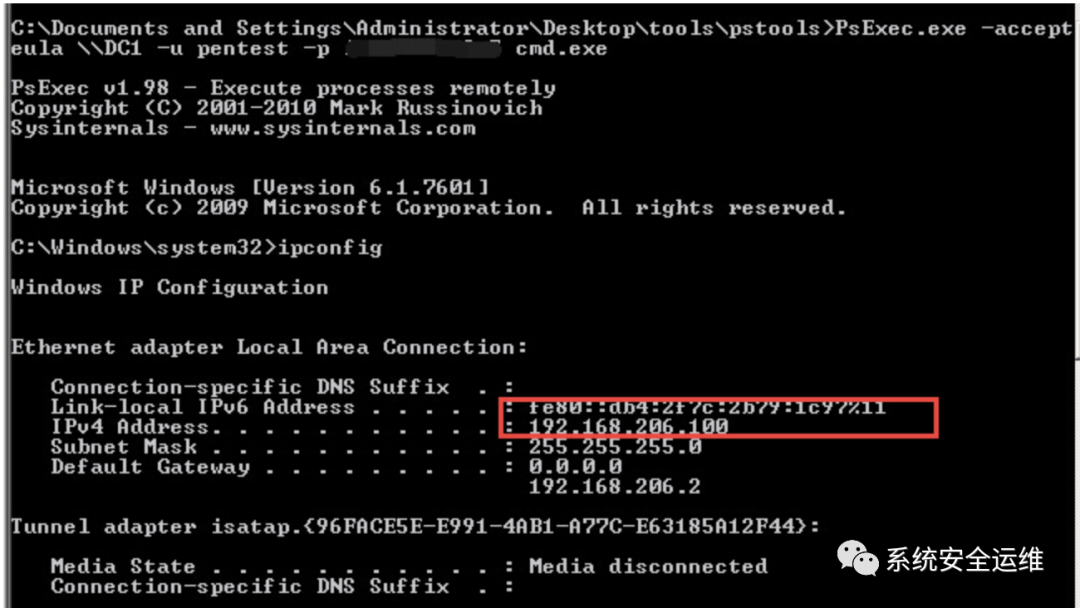 C:\Documents and Settings\Administrator\Desktop\tools\pstools>PsExec.exe -accept
eula \\DC1 -u pentest -p cmd.exe
PsExec v1.98 - Execute processes remotely
Copyright (C) 2001-2010 Mark Russinovich
Sysinternals - www.sysinternals.com
Microsoft Windows [Version 6.1.7601]
Copyright (c) 2009 Microsoft Corporation.  All rights reserved.
C:\Windows\system32>ipconfig
Windows IP Configuration
Ethernet adapter Local Area Connection:
Connection-specific DNS Suffix  . :
Link-local IPv6 Address . . . . . : fe80::db4:2f7c:2b79:1c97%11
IPv4 Address. . . . . . . . . . . : 192.168.206.100
Subnet Mask . . . . . . . . . . . : 255.255.255.0
Default Gateway . . . . . . . . . : 0.0.0.0
192.168.206.2
Tunnel adapter isatap.{96FACE5E-E991-4AB1-A77C-E63185A12F44}:
Media State . . . . . . . . . . . : Media disconnected
Connection-specific DNS Suffix  . :
系统安全运维